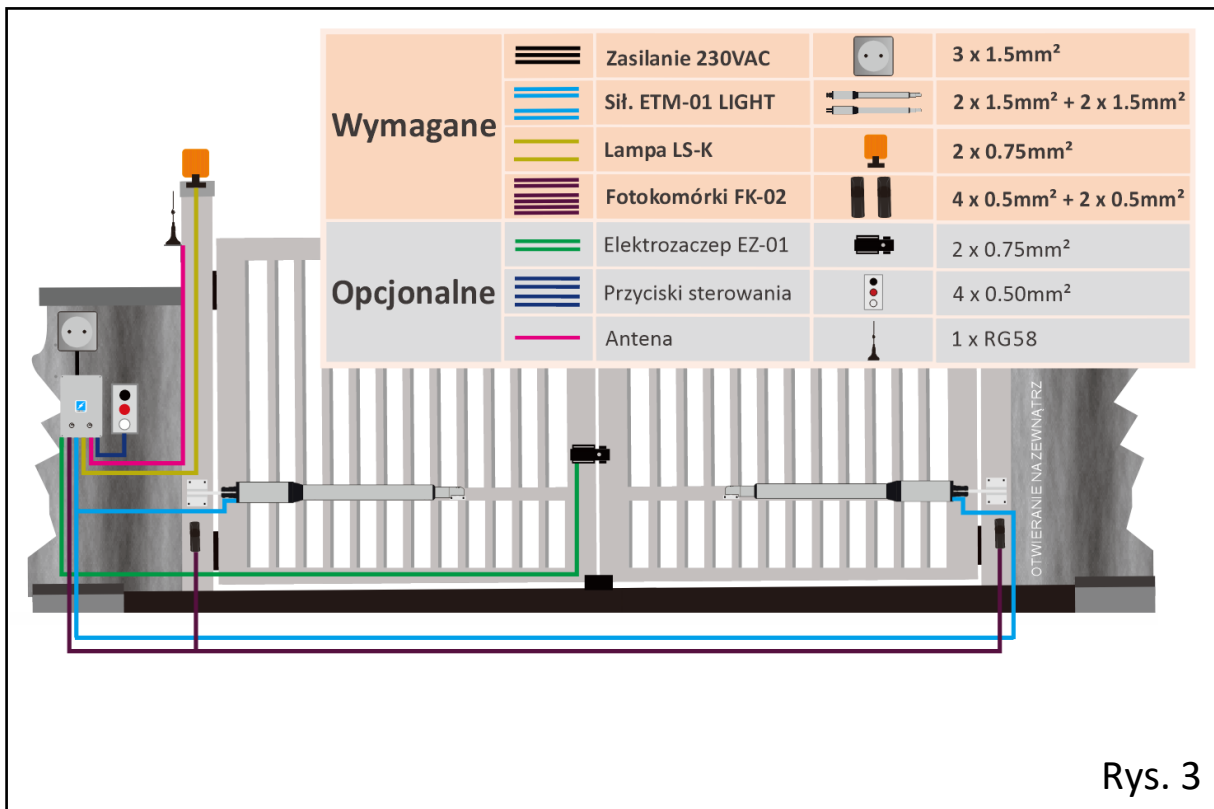 Wymagane
Zasilanie 230VAC 3 x 1.5mm²
Sił. ETM-01 LIGHT 2 x 1.5mm² + 2 x 1.5mm²
Lampa LS-K 2 x 0.75mm²
Fotokomórki FK-02 4 x 0.5mm² + 2 x 0.5mm²
Opcjonalne
Elektrozaczep EZ-01 2 x 0.75mm²
Przyciski sterowania 4 x 0.50mm²
Antena 1 x RG58
OTWIERANIE NA ZEWNĄTRZ
Rys. 3